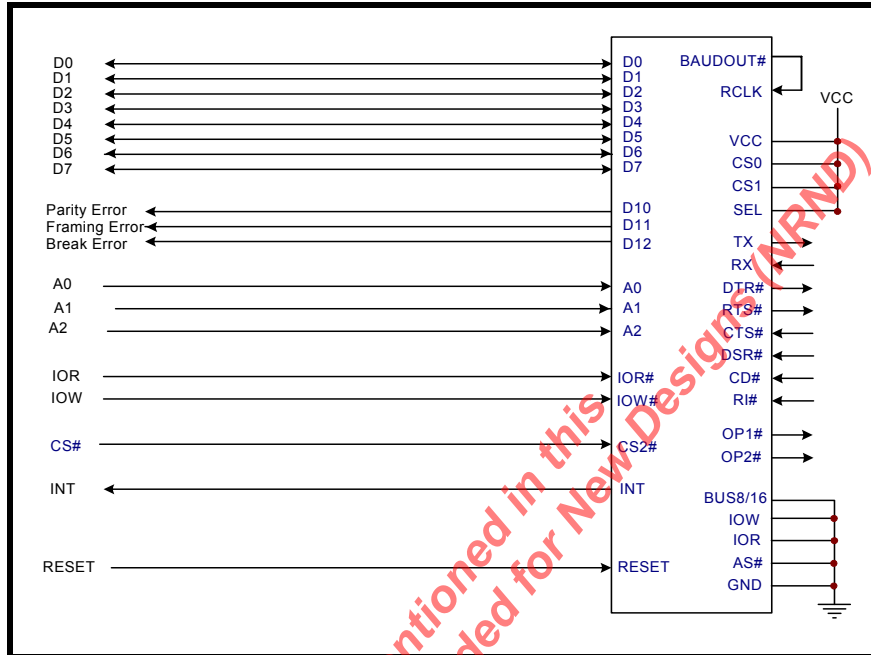 D0
D1
D2
D3
D4
D5
D6
D7
Parity Error
Framing Error
Break Error
A0
A1
A2
IOR
IOW
CS#
INT
RESET
D0
D1
D2
D3
D4
D5
D6
D7
D10
D11
D12
A0
A1
A2
IOR#
IOW#
CS2#
INT
RESET
BAUDOUT#
RCLK
VCC
CS0
CS1
SEL
TX
RX
DTR#
RTS#
CTS#
DSR#
CD#
RI#
OP1#
OP2#
BUS8/16
IOW
IOR
AS#
GND
VCC
in this
for New Designs (NRND)